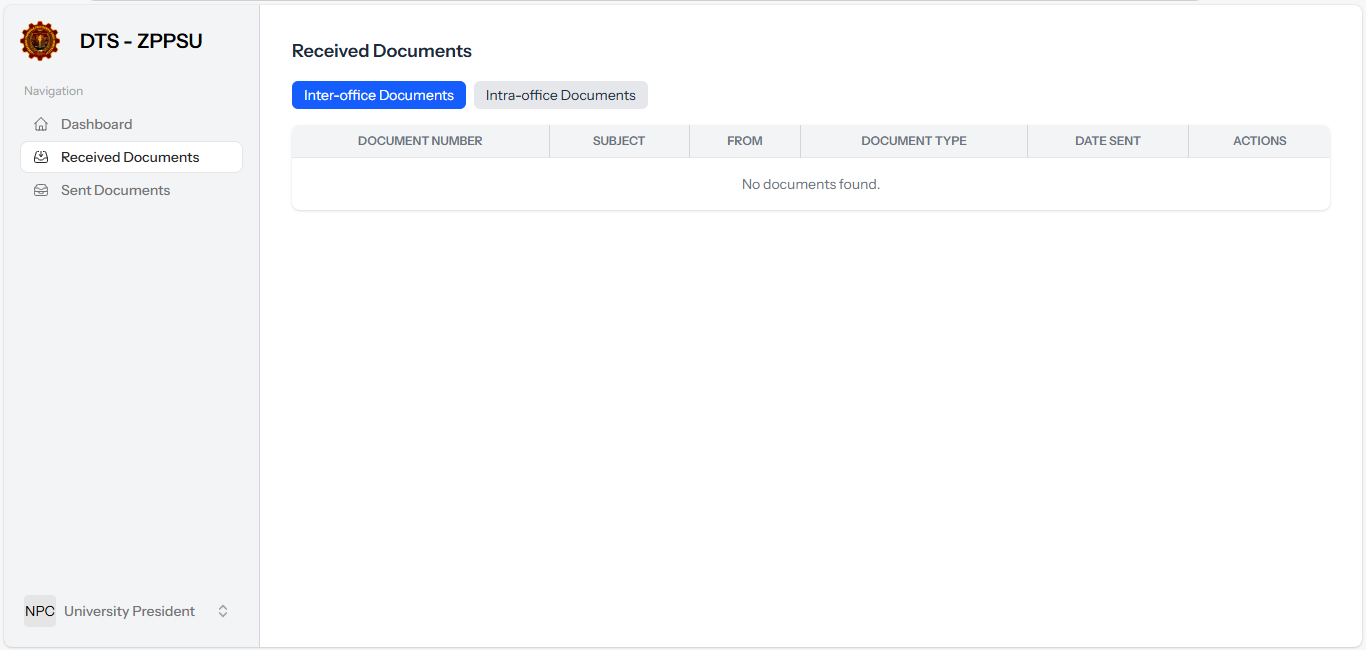 DTS - ZPPSU
Navigation
Dashboard
Received Documents
Sent Documents
NPC University President
Received Documents
Inter-office Documents Intra-office Documents
DOCUMENT NUMBER SUBJECT FROM DOCUMENT TYPE DATE SENT ACTIONS
No documents found.